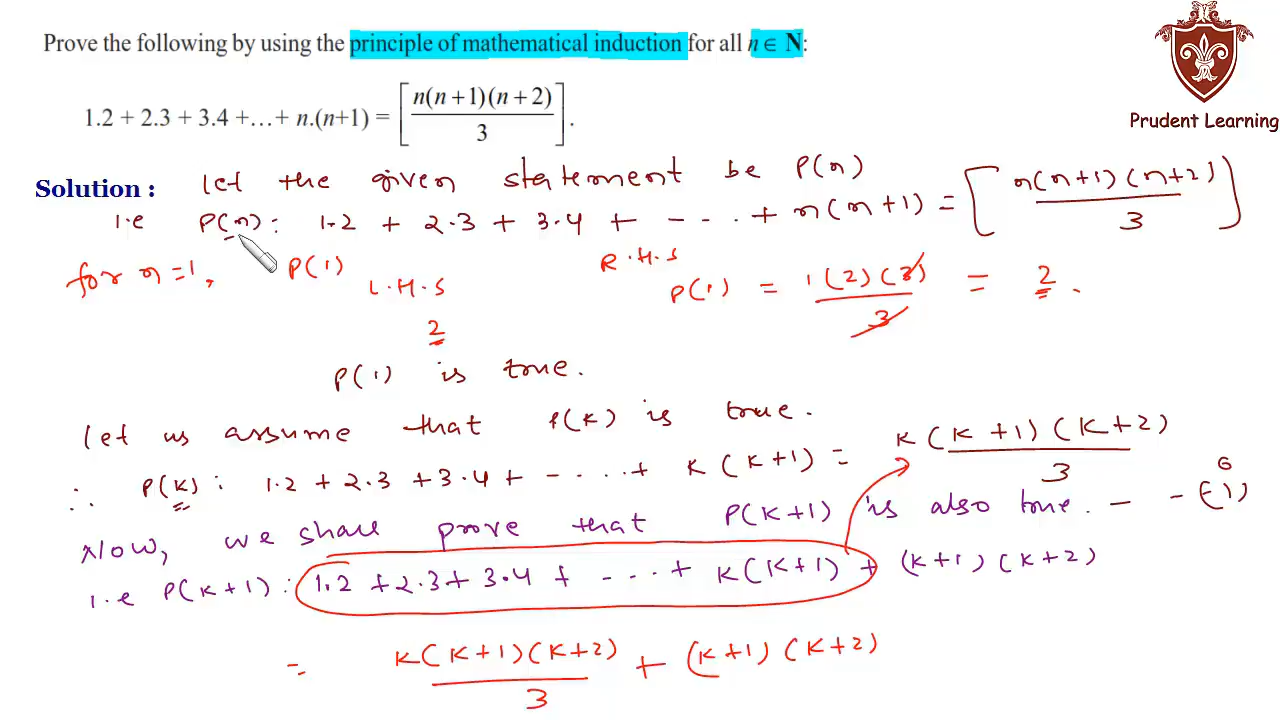 Prove the following by using the principle of mathematical induction for all n ∈ N:
1.2 + 2.3 + 3.4 +...+ n.(n+1) = [n(n+1)(n+2)/3].
Prudent Learning
Solution : Let the given statement be P(n)
i.e P(n): 1.2 + 2.3 + 3.4 + - - - .. + n(n+1) = [n(n+1)(n+2)/3]
for n = 1, P(1)
L.H.S R.H.S
2 P(1) = 1(2)(3)/3 = 2.
P(1) is true.
Let us assume that P(k) is true.
∴ P(k): 1.2 + 2.3 + 3.4 + - - . . . + k(k+1) = k(k+1)(k+2)/3
Now, we shall prove that P(k+1) is also true. — - (1)
i.e P(k+1): 1.2 + 2.3 + 3.4 + - - . . . + k(k+1) + (k+1)(k+2)
= k(k+1)(k+2)/3 + (k+1)(k+2)